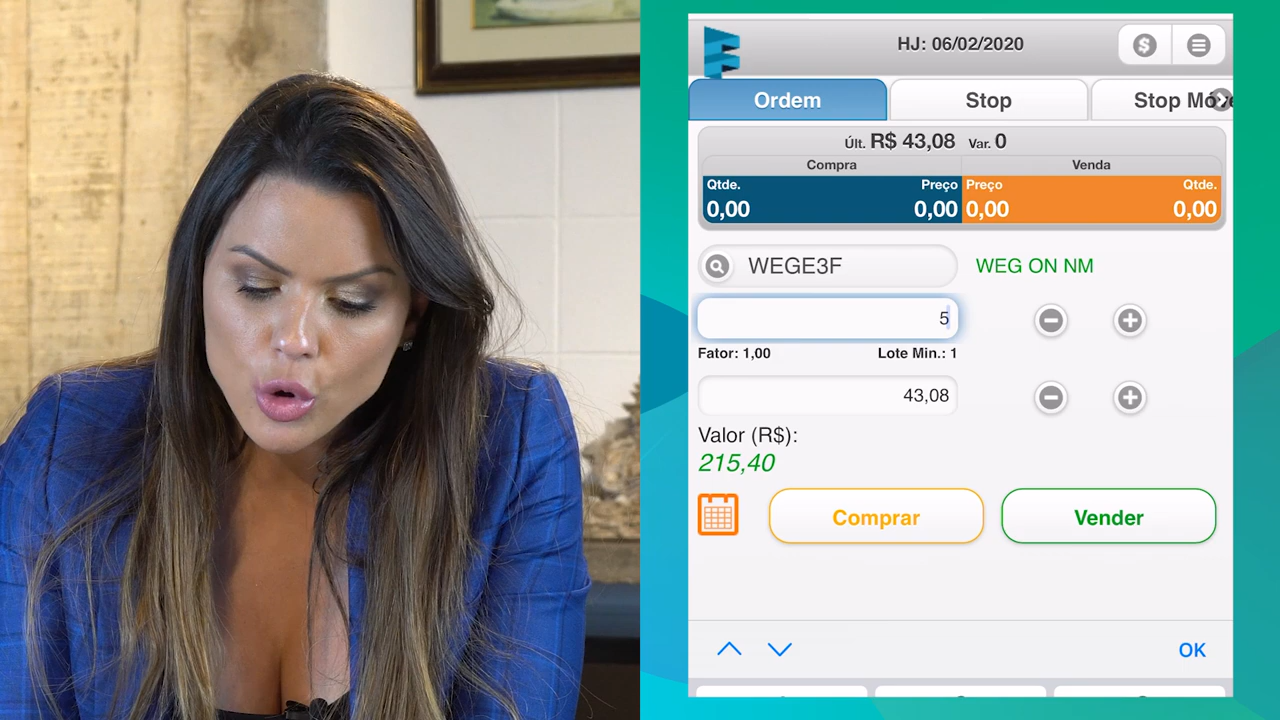 HJ: 06/02/2020
Ordem
Stop
Stop Móve
Últ. R$ 43,08 Var. 0
Compra
Venda
Qtde.
Preço
Preço
Qtde.
0,00
0,00
0,00
0,00
WEGE3F
WEG ON NM
5
Fator: 1,00
Lote Min.: 1
43,08
Valor (R$):
215,40
Comprar
Vender
OK